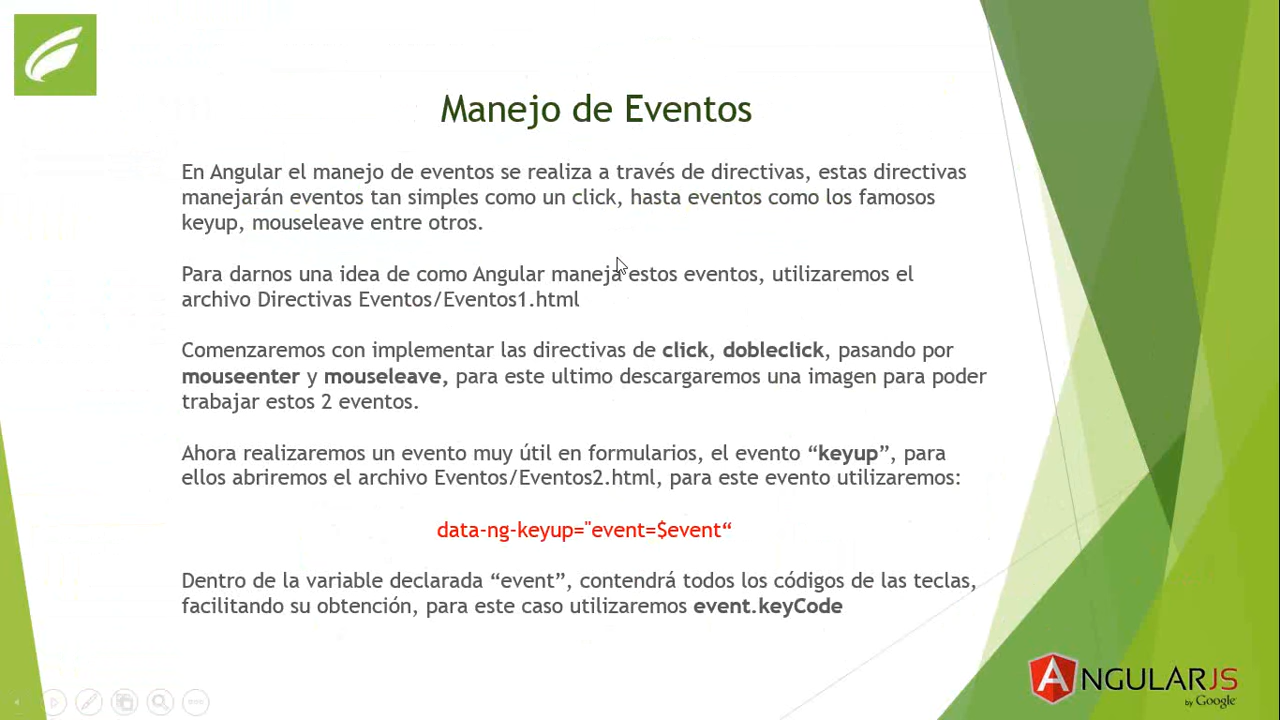 Manejo de Eventos
En Angular el manejo de eventos se realiza a través de directivas, estas directivas
manejarán eventos tan simples como un click, hasta eventos como los famosos
keyup, mouseleave entre otros.
Para darnos una idea de como Angular maneja estos eventos, utilizaremos el
archivo Directivas Eventos/Eventos1.html
Comenzaremos con implementar las directivas de click, dobleclick, pasando por
mouseenter y mouseleave, para este ultimo descargaremos una imagen para poder
trabajar estos 2 eventos.
Ahora realizaremos un evento muy útil en formularios, el evento “keyup”, para
ellos abriremos el archivo Eventos/Eventos2.html, para este evento utilizaremos:
data-ng-keyup="event=$event“
Dentro de la variable declarada “event”, contendrá todos los códigos de las teclas,
facilitando su obtención, para este caso utilizaremos event.keyCode
ANGULARJS
by Google